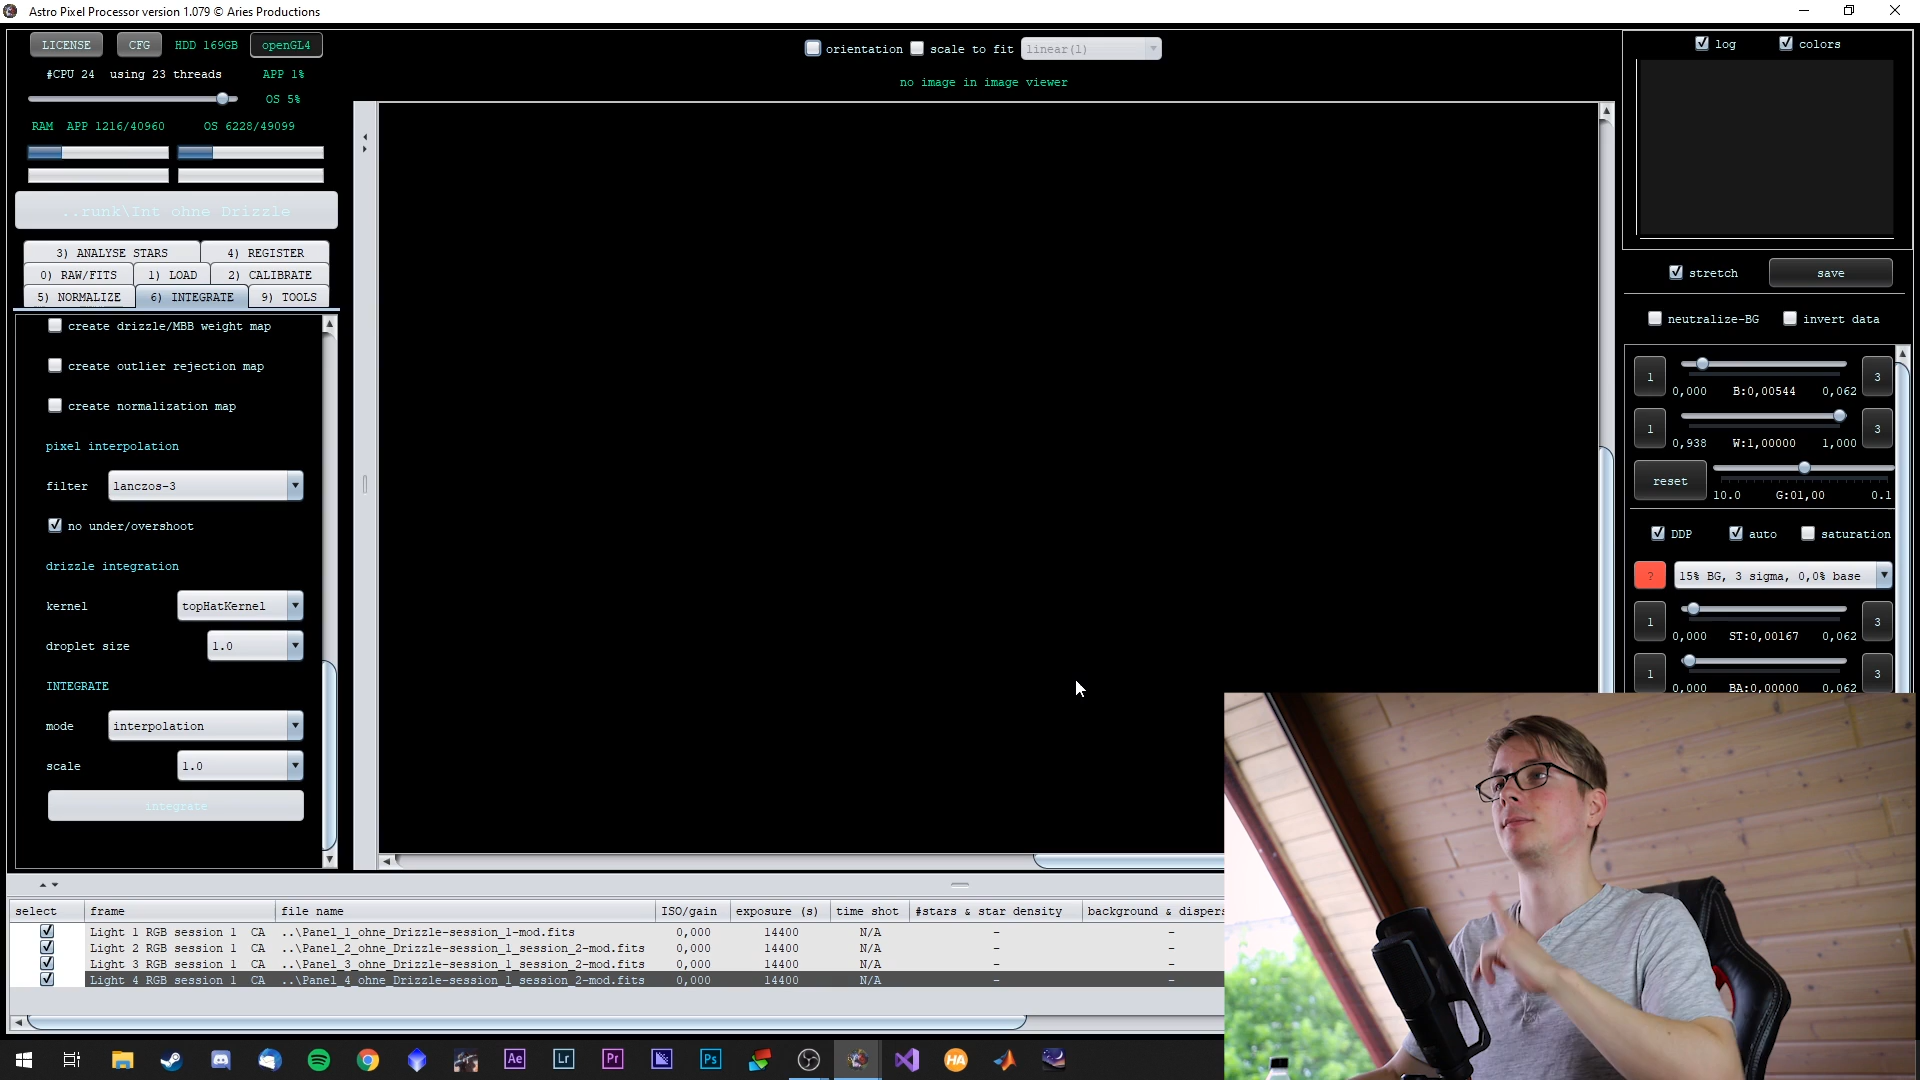 Astro Pixel Processor version 1.079 © Aries Productions
LICENSE CFG HDD 169GB openGL4
#CPU 24 using 23 threads APP 1%
OS 5%
RAM APP 1216/40960 OS 6228/49099
..runk\Int ohne Drizzle
3) ANALYSE STARS 4) REGISTER
0) RAW/FITS 1) LOAD 2) CALIBRATE
5) NORMALIZE 6) INTEGRATE 9) TOOLS
create drizzle/MBB weight map
create outlier rejection map
create normalization map
pixel interpolation
filter lanczos-3
no under/overshoot
drizzle integration
kernel topHatKernel
droplet size 1.0
INTEGRATE
mode interpolation
scale 1.0
integrate
orientation scale to fit linear(1)
no image in image viewer
log colors
stretch save
neutralize-BG invert data
1 3
0,000 B:0,00544 0,062
1 3
0,938 W:1,00000 1,000
reset
10.0 G:01,00 0.1
DDP auto saturation
? 15% BG, 3 sigma, 0,0% base
1 3
0,000 ST:0,00167 0,062
1 3
0,000 BA:0,00000 0,062
select frame file name ISO/gain exposure (s) time shot #stars & star density background & dispers
Light 1 RGB session 1 CA ..\Panel_1_ohne_Drizzle-session_1-mod.fits 0,000 14400 N/A - -
Light 2 RGB session 1 CA ..\Panel_2_ohne_Drizzle-session_1_session_2-mod.fits 0,000 14400 N/A - -
Light 3 RGB session 1 CA ..\Panel_3_ohne_Drizzle-session_1_session_2-mod.fits 0,000 14400 N/A - -
Light 4 RGB session 1 CA ..\Panel_4_ohne_Drizzle-session_1_session_2-mod.fits 0,000 14400 N/A - -
Ae Lr Pr Ps HA